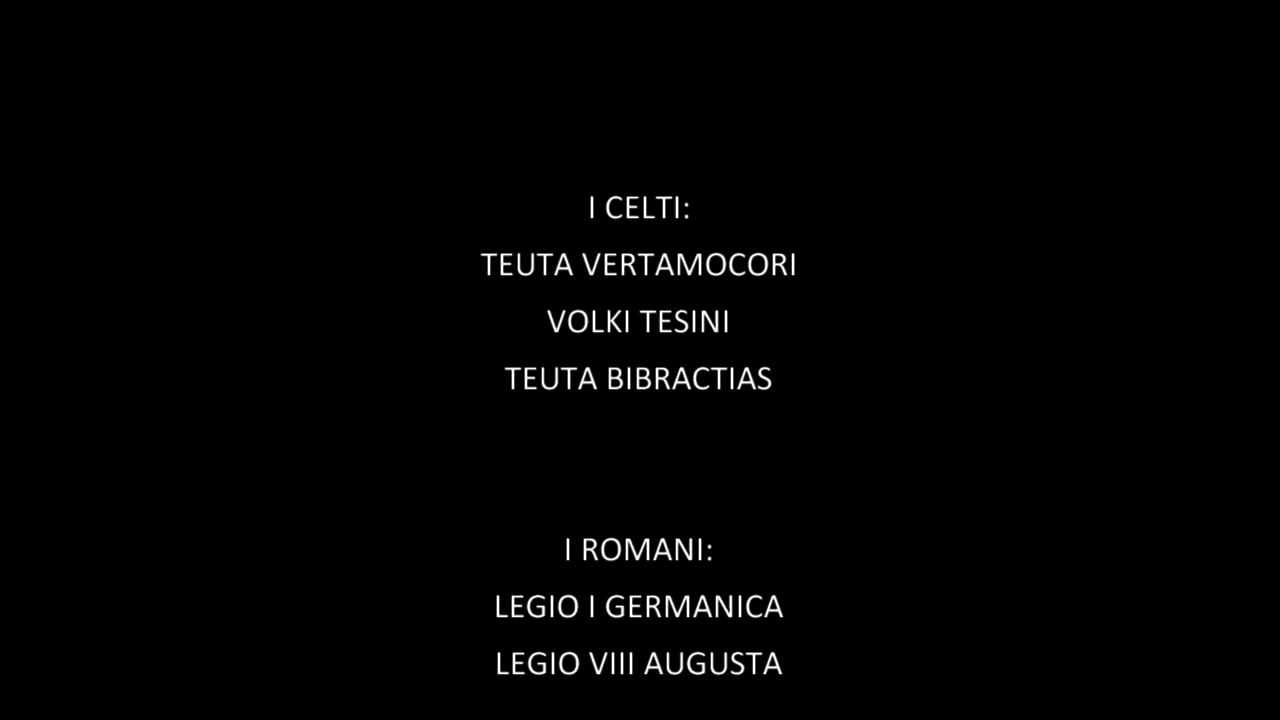 I CELTI:
TEUTA VERTAMOCORI
VOLKI TESINI
TEUTA BIBRACTIAS
I ROMANI:
LEGIO I GERMANICA
LEGIO VIII AUGUSTA